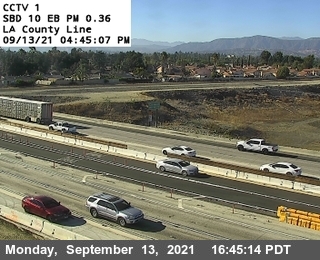 CCTV 1
SBD 10 EB PM 0.36
LA County Line
09/13/21 04:45:07 PM
Monday, September 13, 2021 16:45:14 PDT